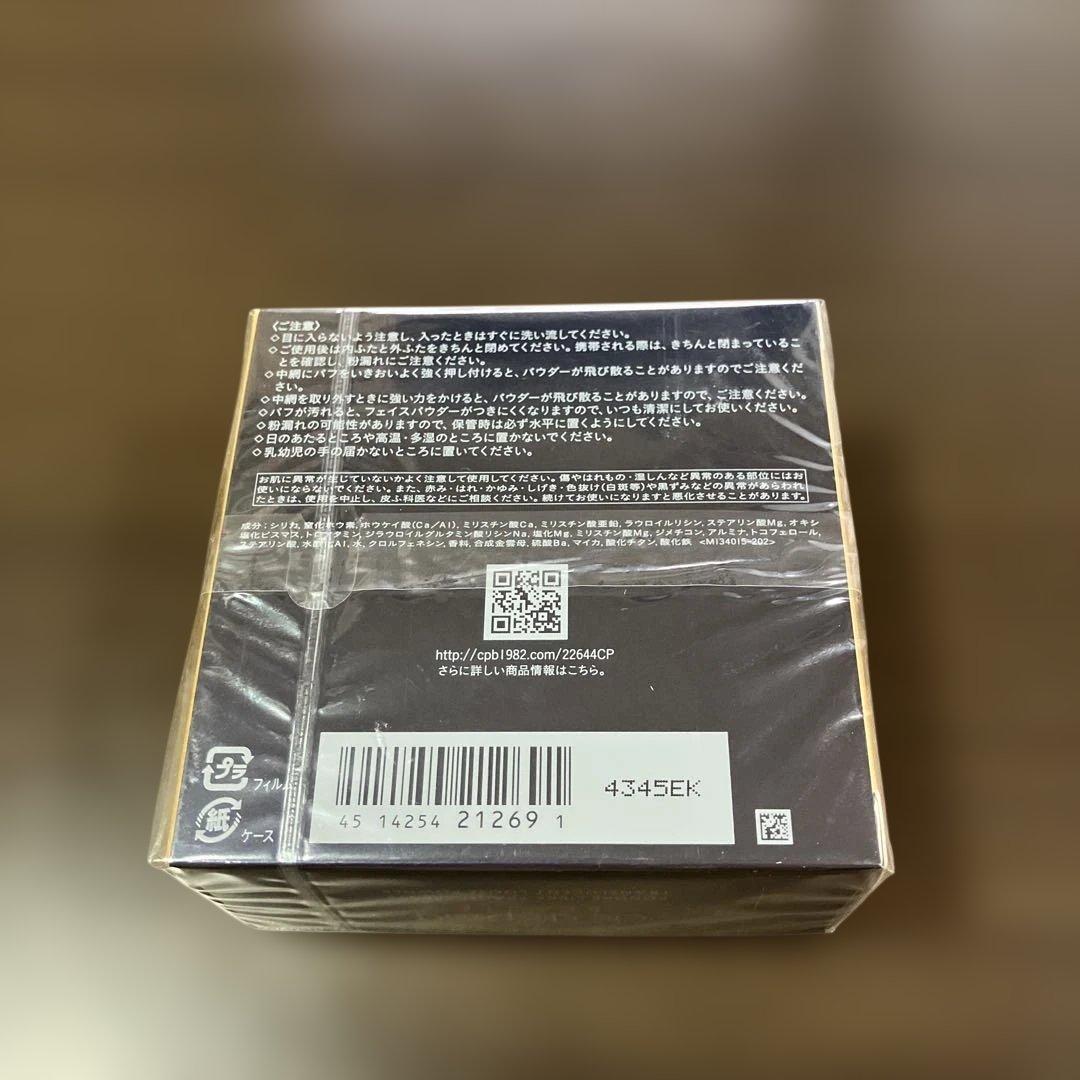 〈ご注意〉
◇目に入らないよう注意し、入ったときはすぐに洗い流してください。
◇ご使用後は内ふたと外ふたをきちんと閉めてください。携帯される際は、きちんと閉まっているこ
とを確認し、粉漏れにご注意ください。
◇中網にパフをいきおいよく強く押し付けると、パウダーが飛び散ることがありますのでご注意くだ
さい。
◇中網を取り外すときに強い力をかけると、パウダーが飛び散ることがありますので、ご注意ください。
◇パフが汚れると、フェイスパウダーがつきにくくなりますので、いつも清潔にしてお使いください。
◇粉漏れの可能性がありますので、保管時は必ず水平に置くようにしてください。
◇日のあたるところや高温・多湿のところに置かないでください。
◇乳幼児の手の届かないところに置いてください。
お肌に異常が生じていないかよく注意して使用してください。傷やはれもの・湿しんなど異常のある部位にはお
使いにならないでください。また、赤み・はれ・かゆみ・しげき・色抜け(白斑等)や黒ずみなどの異常があらわれ
たときは、使用を中止し、皮ふ科医などにご相談ください。続けてお使いになりますと悪化させることがあります。
成分：シリカ, 窒化ホウ素, ホウケイ酸(Ca/Al), ミリスチン酸Ca, ミリスチン酸亜鉛, ラウロイルリシン, ステアリン酸Mg, オキシ
塩化ビスマス, トロメタミン, ジラウロイルグルタミン酸リシンNa, 塩化Mg, ミリスチン酸Mg, ジメチコン, アルミナ, トコフェロール,
ステアリン酸, 水酸化Al, 水, クロルフェネシン, 香料, 合成金雲母, 硫酸Ba, マイカ, 酸化チタン, 酸化鉄 <M134015-202>
http://cpb1982.com/22644CP
さらに詳しい商品情報はこちら。
プラ フィルム
紙 ケース
4345EK
45 14254 21269 1